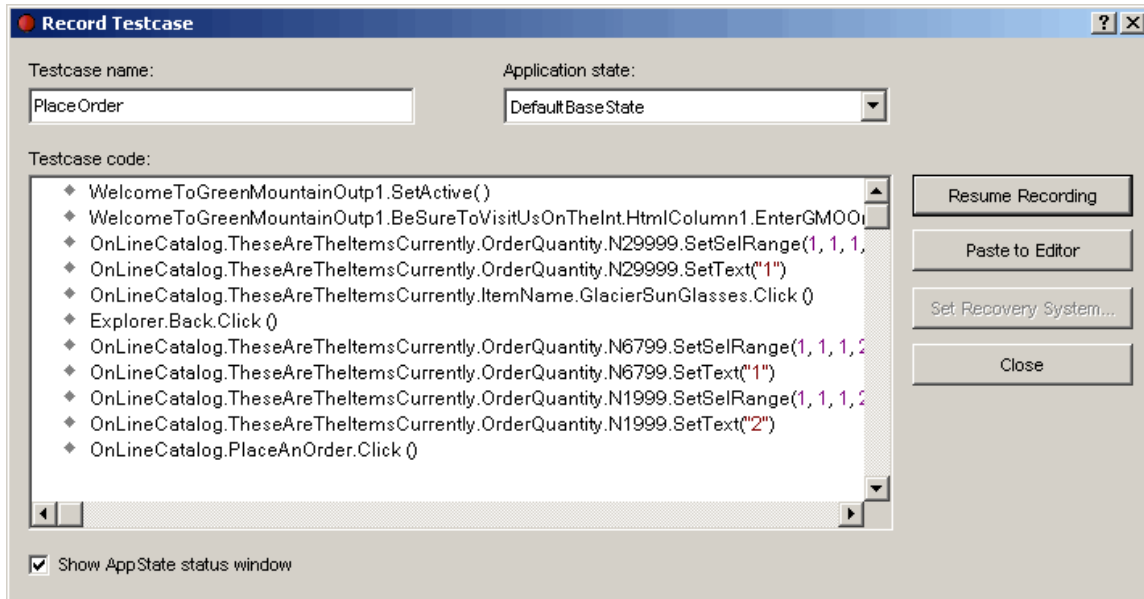 Record Testcase
Testcase name: Application state:
PlaceOrder DefaultBaseState
Testcase code:
WelcomeToGreenMountainOutp1.SetActive()
WelcomeToGreenMountainOutp1.BeSureToVisitUsOnTheInt.HtmlColumn1.EnterGMOO
OnLineCatalog.TheseAreTheItemsCurrently.OrderQuantity.N29999.SetSelRange(1, 1, 1,
OnLineCatalog.TheseAreTheItemsCurrently.OrderQuantity.N29999.SetText("1")
OnLineCatalog.TheseAreTheItemsCurrently.ItemName.GlacierSunGlasses.Click ()
Explorer.Back.Click ()
OnLineCatalog.TheseAreTheItemsCurrently.OrderQuantity.N6799.SetSelRange(1, 1, 1, 2
OnLineCatalog.TheseAreTheItemsCurrently.OrderQuantity.N6799.SetText("1")
OnLineCatalog.TheseAreTheItemsCurrently.OrderQuantity.N1999.SetSelRange(1, 1, 1, 2
OnLineCatalog.TheseAreTheItemsCurrently.OrderQuantity.N1999.SetText("2")
OnLineCatalog.PlaceAnOrder.Click ()
Resume Recording
Paste to Editor
Set Recovery System...
Close
Show AppState status window